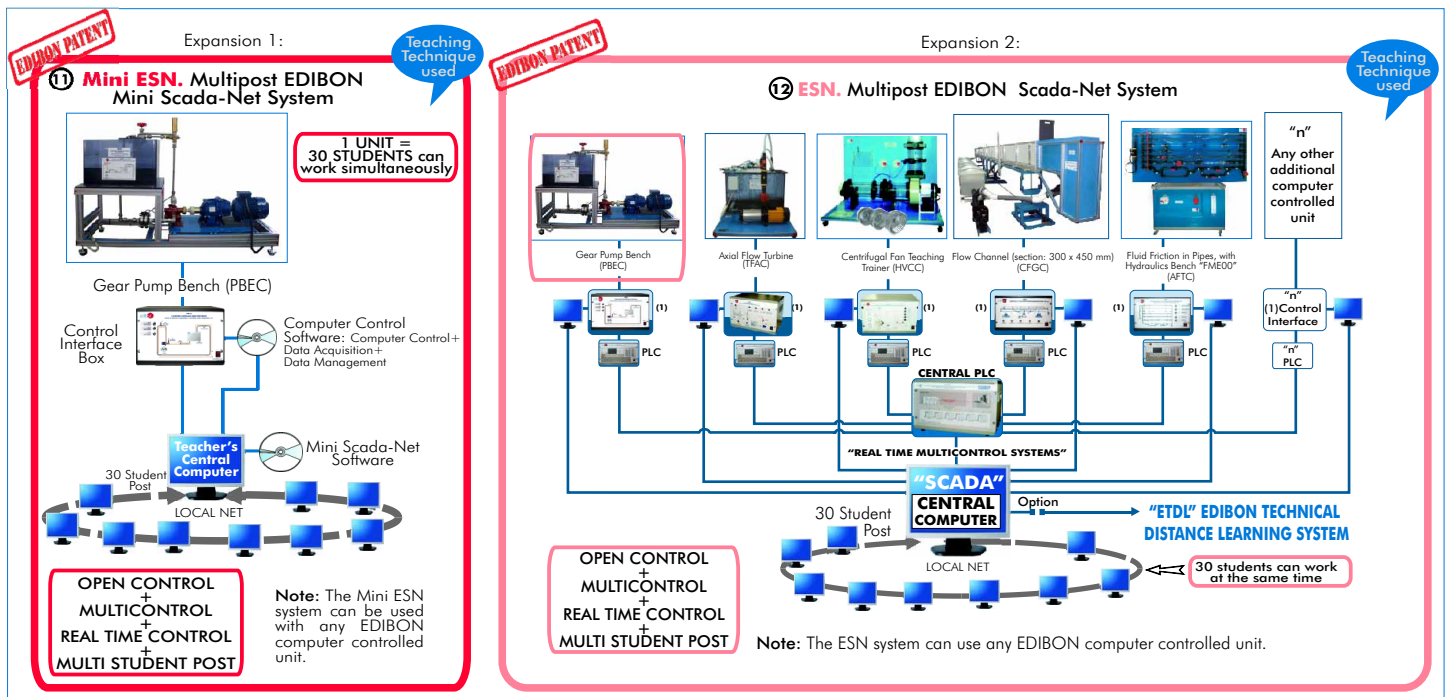 Expansion 1:
EDIBON PATENT
Teaching
Technique
used
11 Mini ESN. Multipost EDIBON
Mini Scada-Net System
1 UNIT =
30 STUDENTS can
work simultaneously
Gear Pump Bench (PBEC)
Control
Interface
Box
Computer Control
Software: Computer Control+
Data Acquisition+
Data Management
Teacher's
Central
Computer
Mini Scada-Net
Software
30 Student
Post
LOCAL NET
OPEN CONTROL
+
MULTICONTROL
+
REAL TIME CONTROL
+
MULTI STUDENT POST
Note: The Mini ESN
system can be used
with any EDIBON
computer controlled
unit.
Expansion 2:
EDIBON PATENT
Teaching
Technique
used
12 ESN. Multipost EDIBON Scada-Net System
"n"
Any other
additional
computer
controlled
unit
Gear Pump Bench
(PBEC)
Axial Flow Turbine
(TFAC)
Centrifugal Fan Teaching
Trainer (HVCC)
Flow Channel (section: 300 x 450 mm)
(CFGC)
Fluid Friction in Pipes, with
Hydraulics Bench "FME00"
(AFTC)
(1)
(1)
(1)
(1)
(1)
"n"
(1)Control
Interface
PLC
PLC
PLC
PLC
PLC
"n"
PLC
CENTRAL PLC
"REAL TIME MULTICONTROL SYSTEMS"
"SCADA"
CENTRAL
COMPUTER
Option
"ETDL" EDIBON TECHNICAL
DISTANCE LEARNING SYSTEM
30 Student
Post
LOCAL NET
30 students can work
at the same time
OPEN CONTROL
+
MULTICONTROL
+
REAL TIME CONTROL
+
MULTI STUDENT POST
Note: The ESN system can use any EDIBON computer controlled unit.